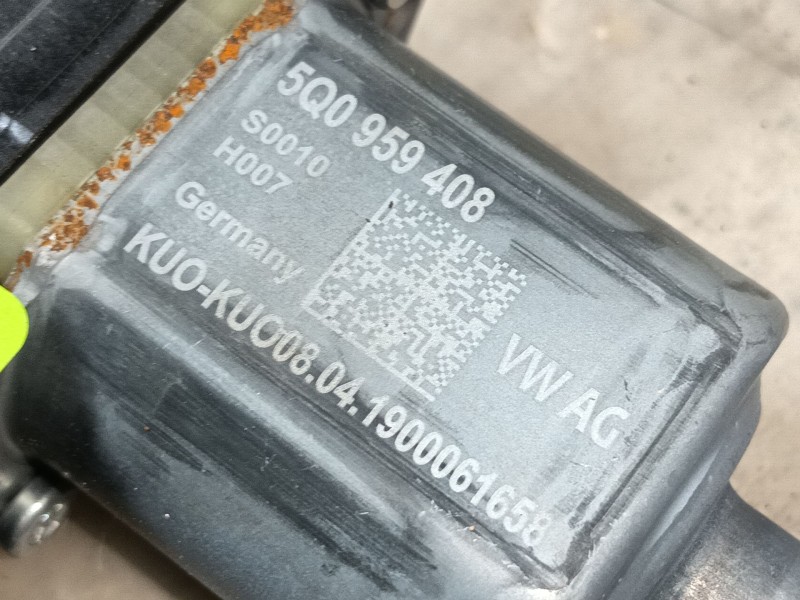 5Q0 959 408
S0010
H007
Germany
VW AG
KUO-KUO08.04.1900061658